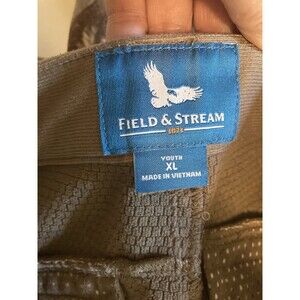 FIELD & STREAM
1871
YOUTH
XL
MADE IN VIETNAM